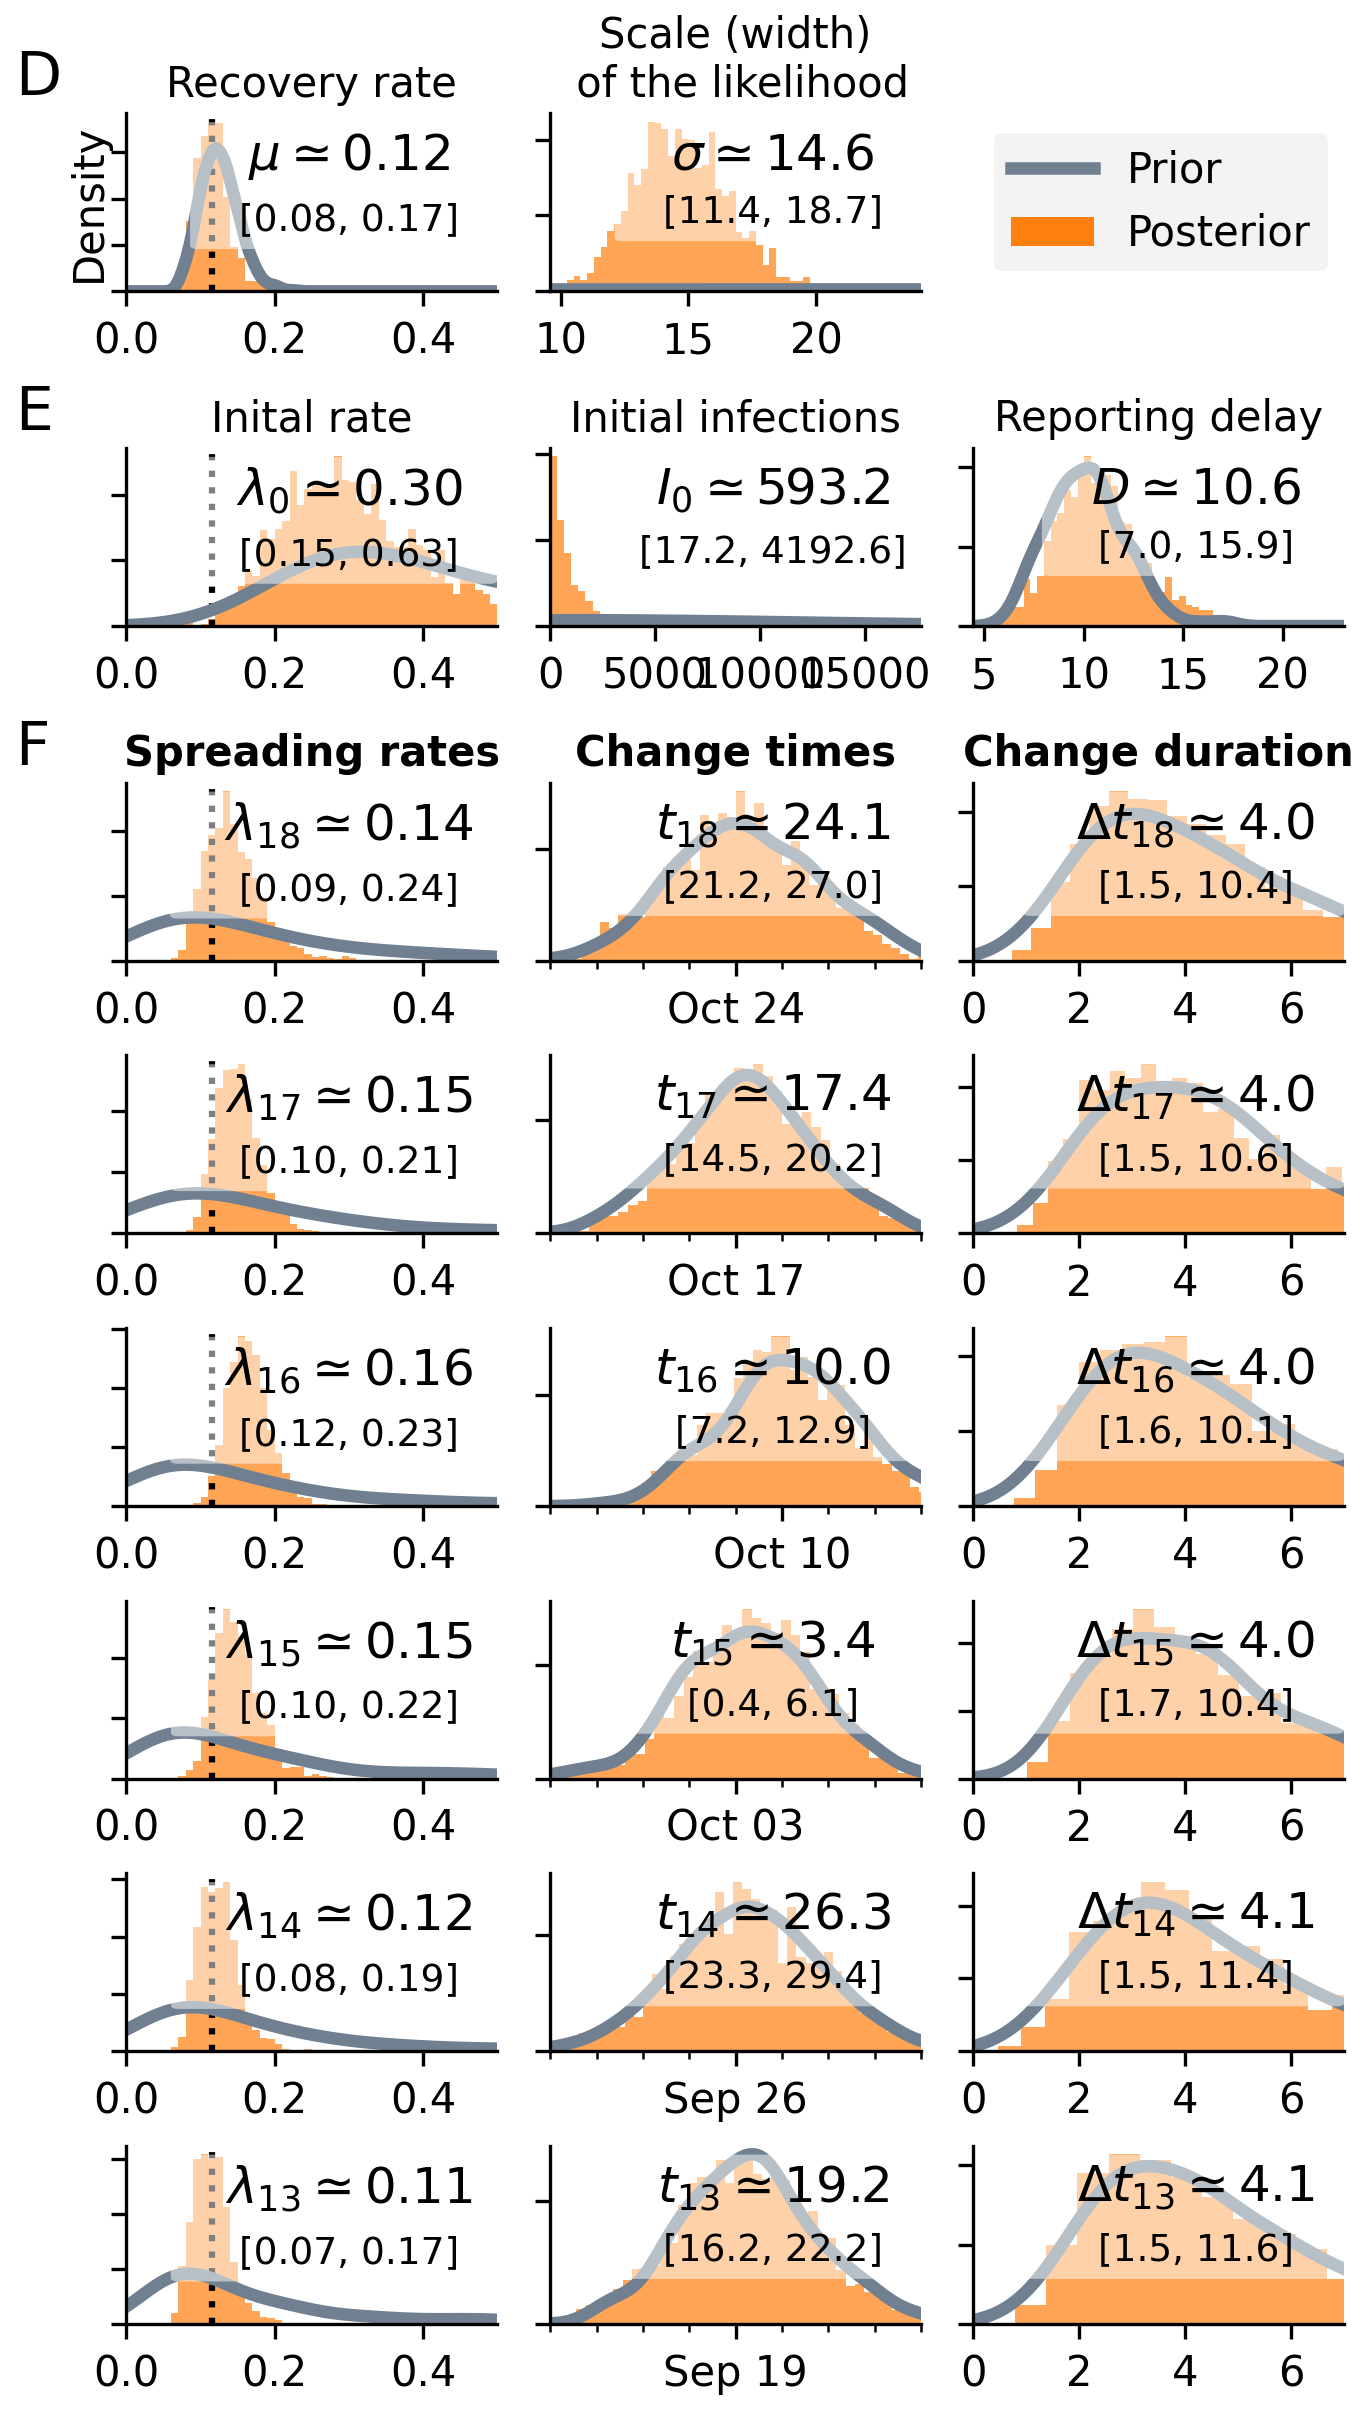 D
Recovery rate
Scale (width)
of the likelihood
Density
μ ≃ 0.12
[0.08, 0.17]
0.0 0.2 0.4
σ ≃ 14.6
[11.4, 18.7]
10 15 20
Prior
Posterior
E
Inital rate
λ0 ≃ 0.30
[0.15, 0.63]
0.0 0.2 0.4
Initial infections
I0 ≃ 593.2
[17.2, 4192.6]
0 5000 10000 15000
Reporting delay
D ≃ 10.6
[7.0, 15.9]
5 10 15 20
F
Spreading rates
Change times
Change duration
λ18 ≃ 0.14
[0.09, 0.24]
0.0 0.2 0.4
t18 ≃ 24.1
[21.2, 27.0]
Oct 24
Δt18 ≃ 4.0
[1.5, 10.4]
0 2 4 6
λ17 ≃ 0.15
[0.10, 0.21]
0.0 0.2 0.4
t17 ≃ 17.4
[14.5, 20.2]
Oct 17
Δt17 ≃ 4.0
[1.5, 10.6]
0 2 4 6
λ16 ≃ 0.16
[0.12, 0.23]
0.0 0.2 0.4
t16 ≃ 10.0
[7.2, 12.9]
Oct 10
Δt16 ≃ 4.0
[1.6, 10.1]
0 2 4 6
λ15 ≃ 0.15
[0.10, 0.22]
0.0 0.2 0.4
t15 ≃ 3.4
[0.4, 6.1]
Oct 03
Δt15 ≃ 4.0
[1.7, 10.4]
0 2 4 6
λ14 ≃ 0.12
[0.08, 0.19]
0.0 0.2 0.4
t14 ≃ 26.3
[23.3, 29.4]
Sep 26
Δt14 ≃ 4.1
[1.5, 11.4]
0 2 4 6
λ13 ≃ 0.11
[0.07, 0.17]
0.0 0.2 0.4
t13 ≃ 19.2
[16.2, 22.2]
Sep 19
Δt13 ≃ 4.1
[1.5, 11.6]
0 2 4 6